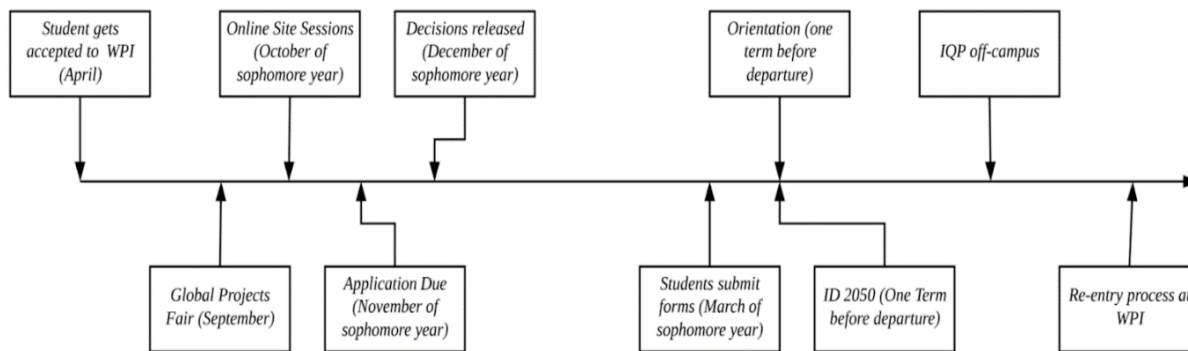 Student gets
accepted to WPI
(April)
Online Site Sessions
(October of
sophomore year)
Decisions released
(December of
sophomore year)
Orientation (one
term before
departure)
IQP off-campus
Global Projects
Fair (September)
Application Due
(November of
sophomore year)
Students submit
forms (March of
sophomore year)
ID 2050 (One Term
before departure)
Re-entry process at
WPI